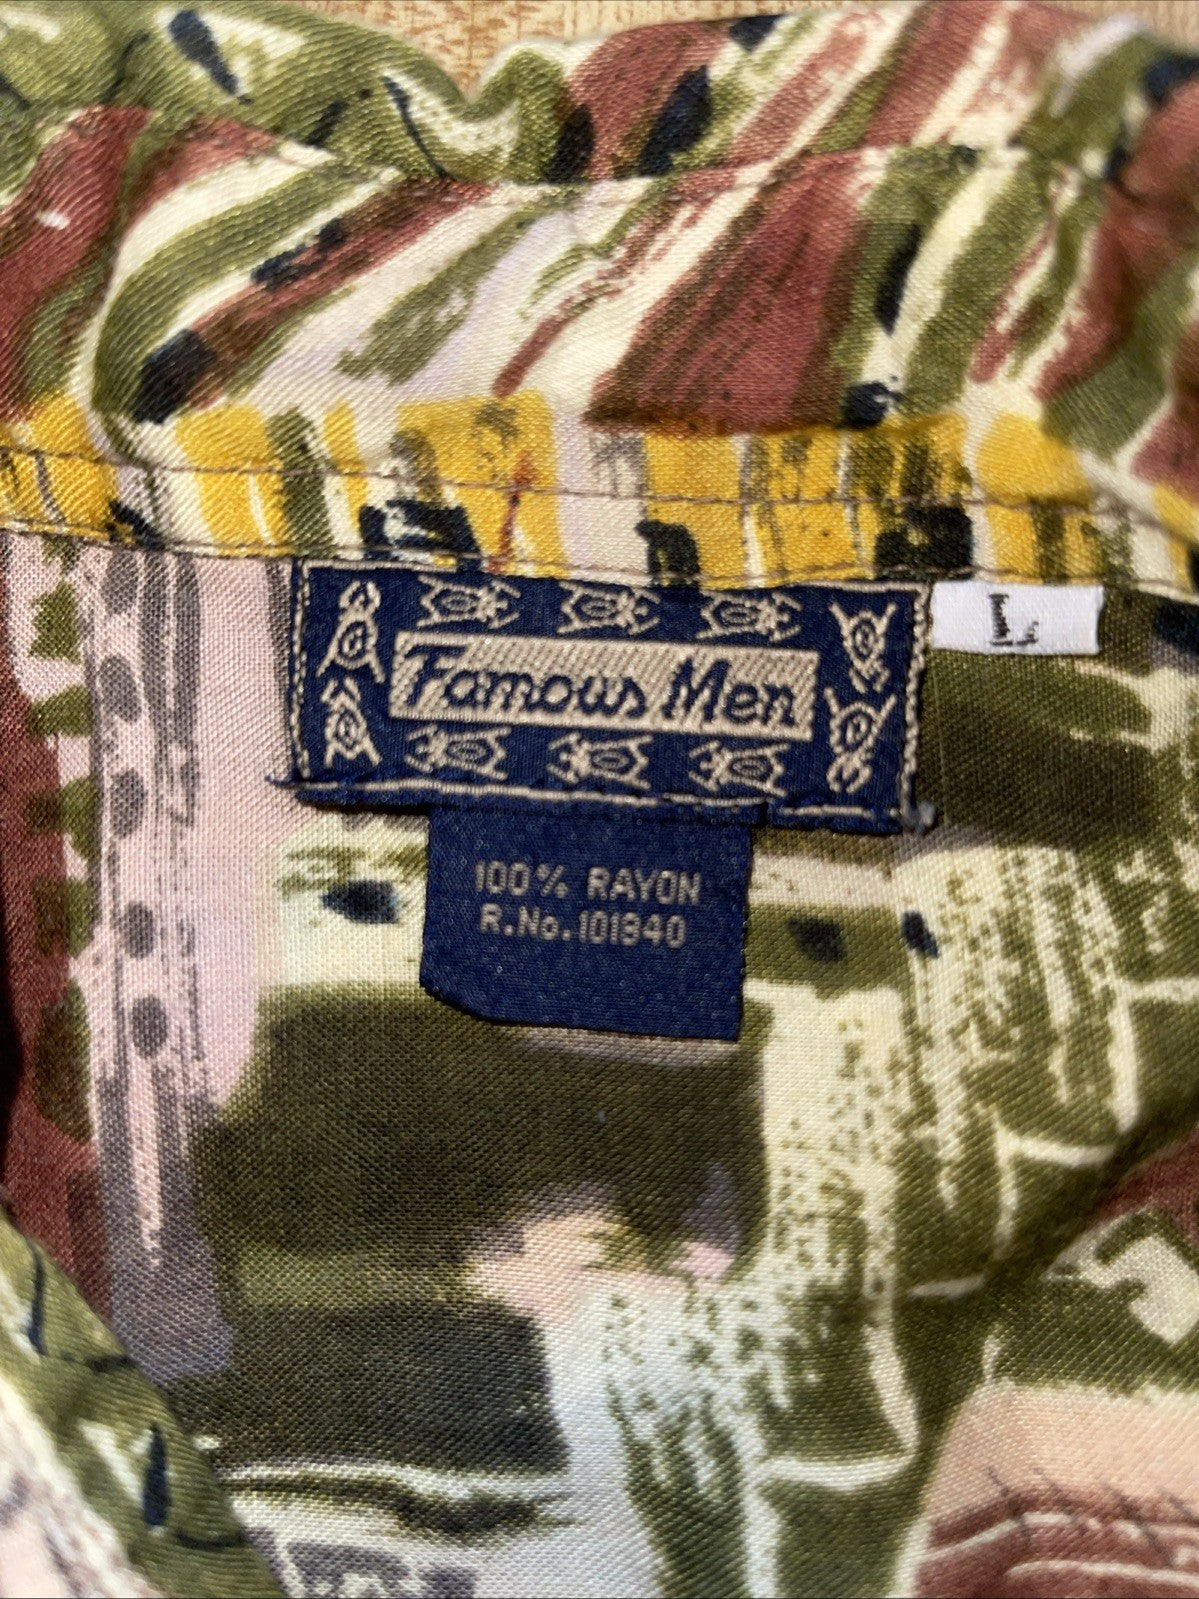 Famous Men
L
100% RAYON
R.No.101340